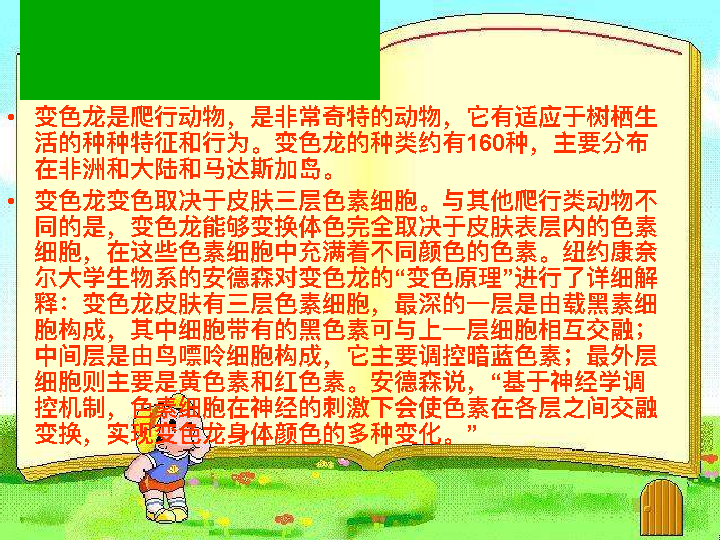 • 变色龙是爬行动物，是非常奇特的动物，它有适应于树栖生
活的种种特征和行为。变色龙的种类约有160种，主要分布
在非洲和大陆和马达斯加岛。
• 变色龙变色取决于皮肤三层色素细胞。与其他爬行类动物不
同的是，变色龙能够变换体色完全取决于皮肤表层内的色素
细胞，在这些色素细胞中充满着不同颜色的色素。纽约康奈
尔大学生物系的安德森对变色龙的“变色原理”进行了详细解
释：变色龙皮肤有三层色素细胞，最深的一层是由载黑素细
胞构成，其中细胞带有的黑色素可与上一层细胞相互交融；
中间层是由鸟嘌呤细胞构成，它主要调控暗蓝色素；最外层
细胞则主要是黄色素和红色素。安德森说，“基于神经学调
控机制，色素细胞在神经的刺激下会使色素在各层之间交融
变换，实现变色龙身体颜色的多种变化。”